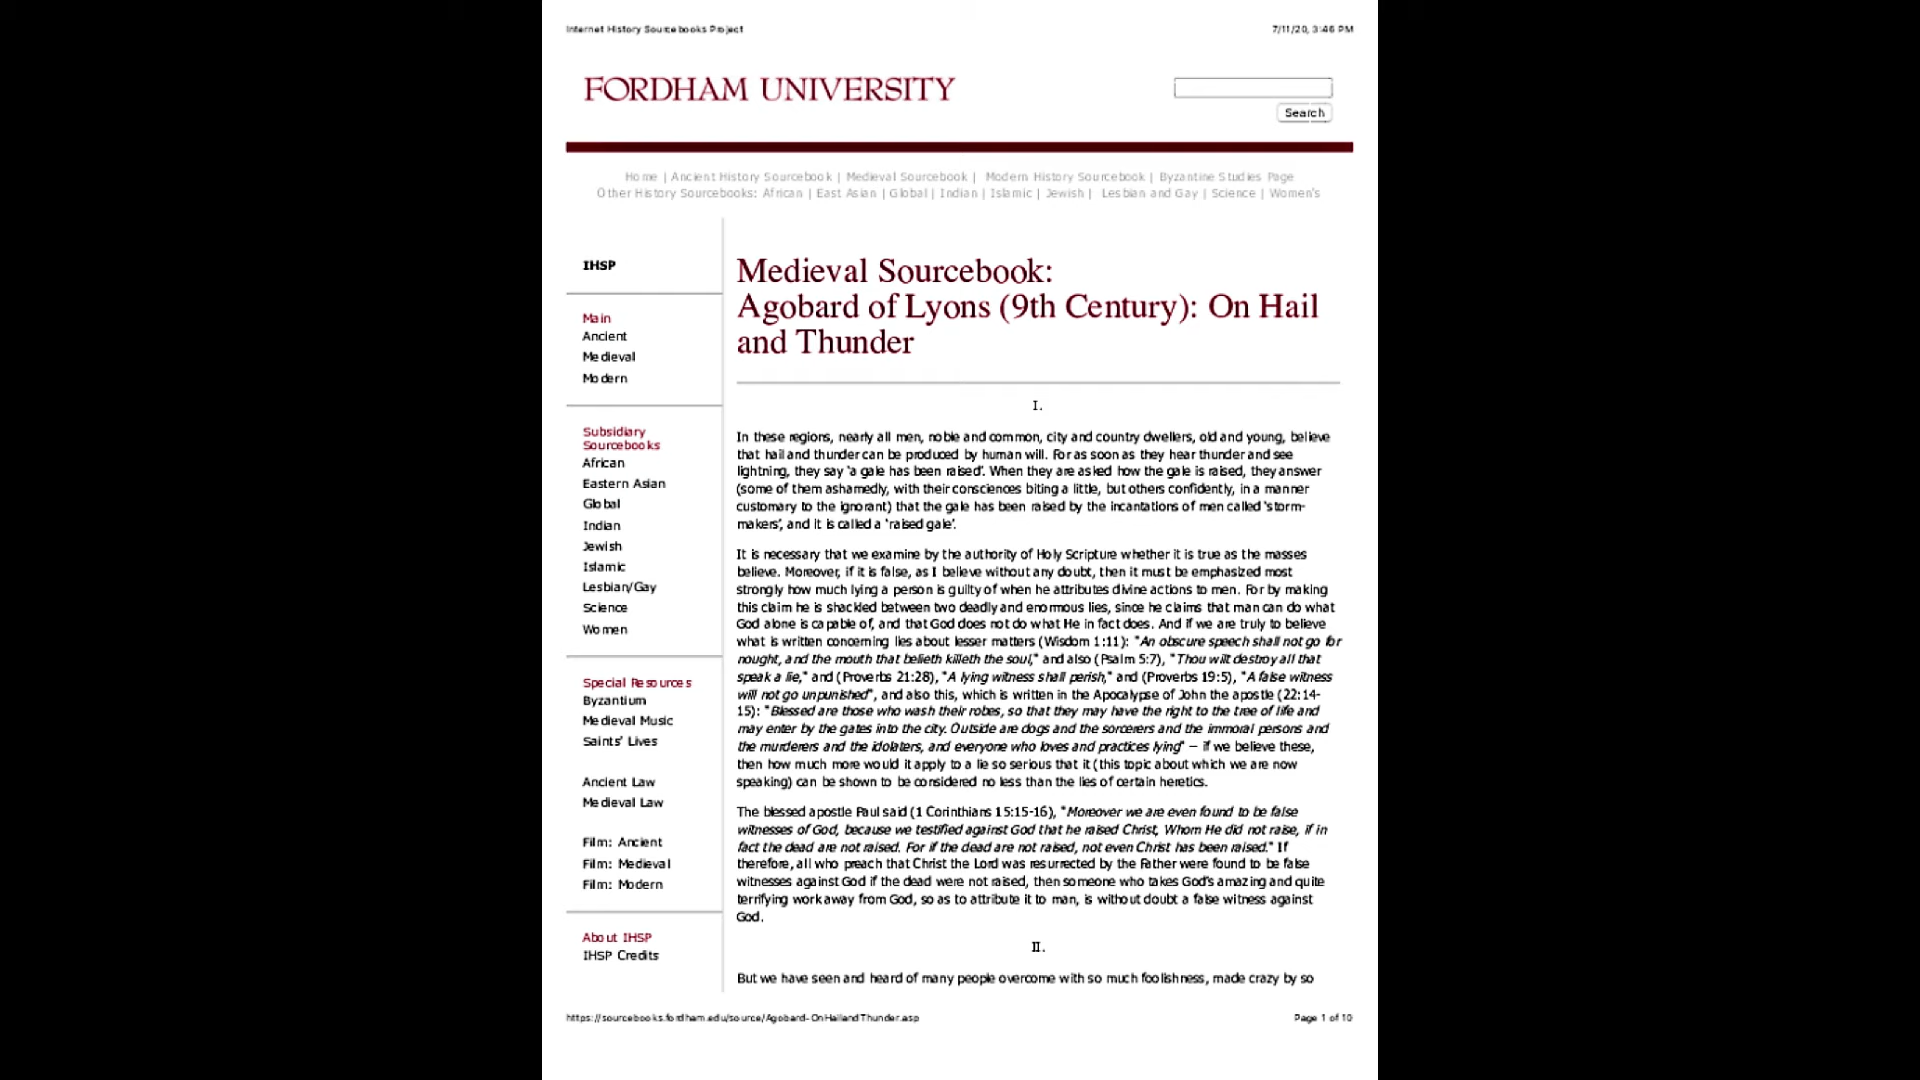 Internet History Sourcebooks Project
7/11/20, 3:46 PM
FORDHAM UNIVERSITY
Search
Home | Ancient History Sourcebook | Medieval Sourcebook | Modern History Sourcebook | Byzantine Studies Page
Other History Sourcebooks: African | East Asian | Global | Indian | Islamic | Jewish | Lesbian and Gay | Science | Women's
IHSP
Main
Ancient
Medieval
Modern
Subsidiary
Sourcebooks
African
Eastern Asian
Global
Indian
Jewish
Islamic
Lesbian/Gay
Science
Women
Special Resources
Byzantium
Medieval Music
Saints' Lives
Ancient Law
Medieval Law
Film: Ancient
Film: Medieval
Film: Modern
About IHSP
IHSP Credits
Medieval Sourcebook:
Agobard of Lyons (9th Century): On Hail
and Thunder
I.
In these regions, nearly all men, noble and common, city and country dwellers, old and young, believe
that hail and thunder can be produced by human will. For as soon as they hear thunder and see
lightning, they say 'a gale has been raised'. When they are asked how the gale is raised, they answer
(some of them ashamedly, with their consciences biting a little, but others confidently, in a manner
customary to the ignorant) that the gale has been raised by the incantations of men called 'storm-
makers', and it is called a 'raised gale'.
It is necessary that we examine by the authority of Holy Scripture whether it is true as the masses
believe. Moreover, if it is false, as I believe without any doubt, then it must be emphasized most
strongly how much lying a person is guilty of when he attributes divine actions to men. For by making
this claim he is shackled between two deadly and enormous lies, since he claims that man can do what
God alone is capable of, and that God does not do what He in fact does. And if we are truly to believe
what is written concerning lies about lesser matters (Wisdom 1:11): "An obscure speech shall not go for
nought, and the mouth that belieth killeth the soul," and also (Psalm 5:7), "Thou wilt destroy all that
speak a lie," and (Proverbs 21:28), "A lying witness shall perish," and (Proverbs 19:5), "A false witness
will not go unpunished", and also this, which is written in the Apocalypse of John the apostle (22:14-
15): "Blessed are those who wash their robes, so that they may have the right to the tree of life and
may enter by the gates into the city. Outside are dogs and the sorcerers and the immoral persons and
the murderers and the idolaters, and everyone who loves and practices lying" – if we believe these,
then how much more would it apply to a lie so serious that it (this topic about which we are now
speaking) can be shown to be considered no less than the lies of certain heretics.
The blessed apostle Paul said (1 Corinthians 15:15-16), "Moreover we are even found to be false
witnesses of God, because we testified against God that he raised Christ, Whom He did not raise, if in
fact the dead are not raised. For if the dead are not raised, not even Christ has been raised." If
therefore, all who preach that Christ the Lord was resurrected by the Father were found to be false
witnesses against God if the dead were not raised, then someone who takes God's amazing and quite
terrifying work away from God, so as to attribute it to man, is without doubt a false witness against
God.
II.
But we have seen and heard of many people overcome with so much foolishness, made crazy by so
https://sourcebooks.fordham.edu/source/Agobard-OnHailandThunder.asp
Page 1 of 10